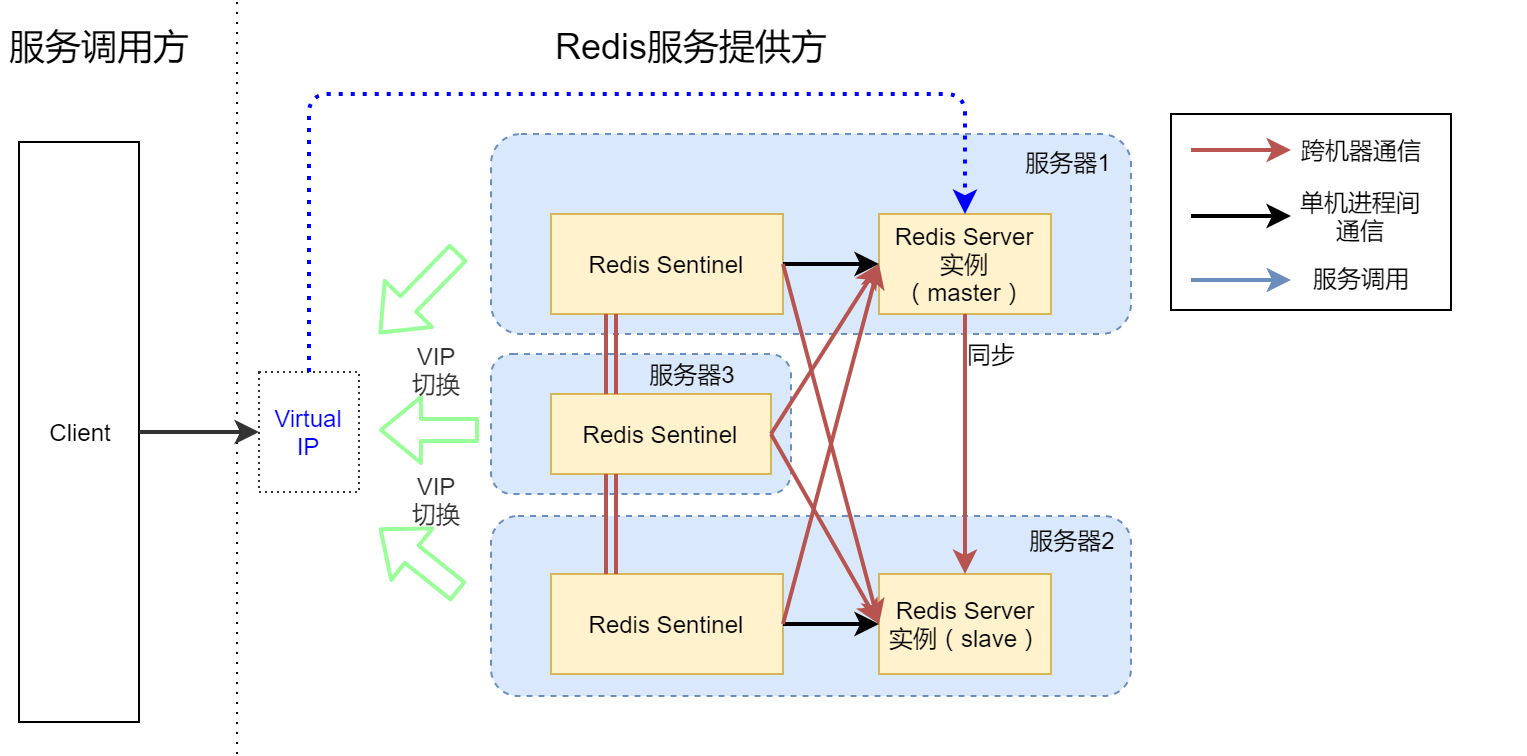 服务调用方
Redis服务提供方
服务器1
跨机器通信
单机进程间
通信
服务调用
Redis Sentinel
Redis Server
实例
（master）
同步
VIP
切换
服务器3
Redis Sentinel
Client
Virtual
IP
VIP
切换
服务器2
Redis Sentinel
Redis Server
实例（slave）